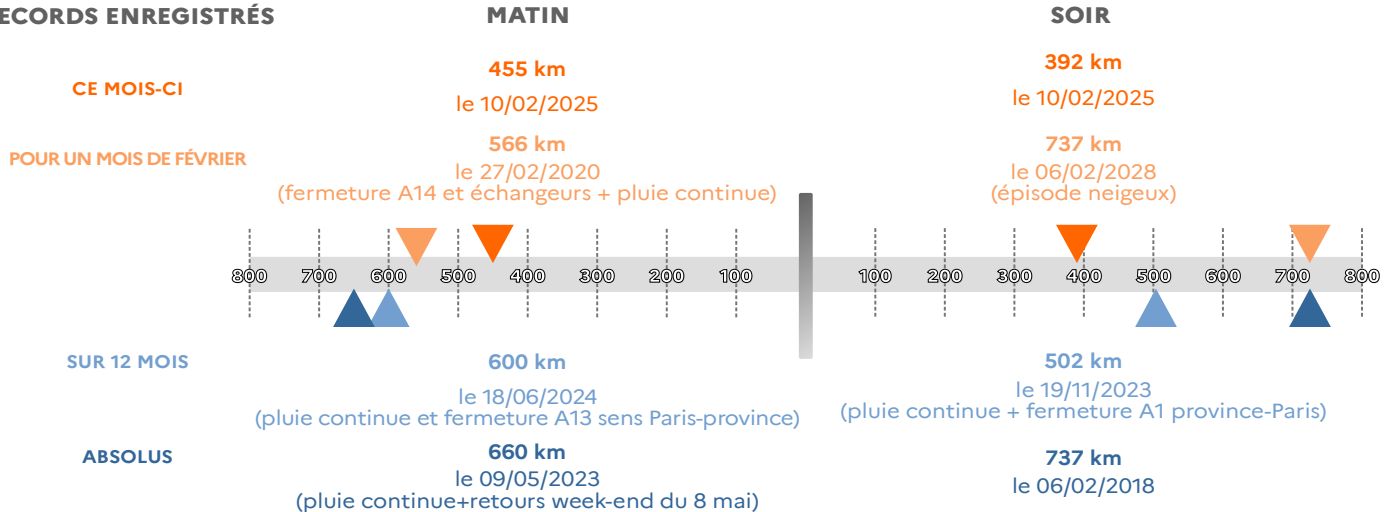 ECORDS ENREGISTRÉS
MATIN
SOIR
CE MOIS-CI
455 km
le 10/02/2025
392 km
le 10/02/2025
POUR UN MOIS DE FÉVRIER
566 km
le 27/02/2020
(fermeture A14 et échangeurs + pluie continue)
737 km
le 06/02/2028
(épisode neigeux)
800 700 600 500 400 300 200 100 100 200 300 400 500 600 700 800
SUR 12 MOIS
600 km
le 18/06/2024
(pluie continue et fermeture A13 sens Paris-province)
502 km
le 19/11/2023
(pluie continue + fermeture A1 province-Paris)
ABSOLUS
660 km
le 09/05/2023
(pluie continue+retours week-end du 8 mai)
737 km
le 06/02/2018